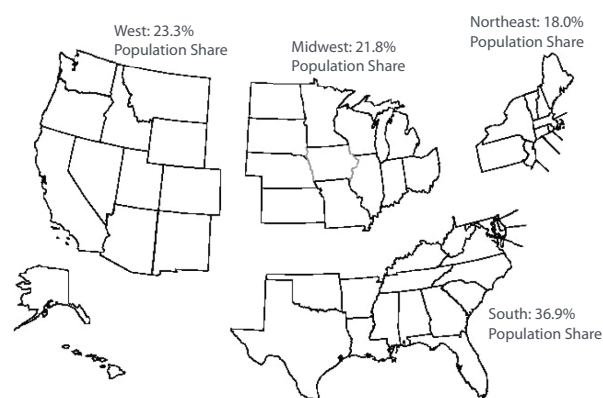 West: 23.3%
Population Share
Midwest: 21.8%
Population Share
Northeast: 18.0%
Population Share
South: 36.9%
Population Share